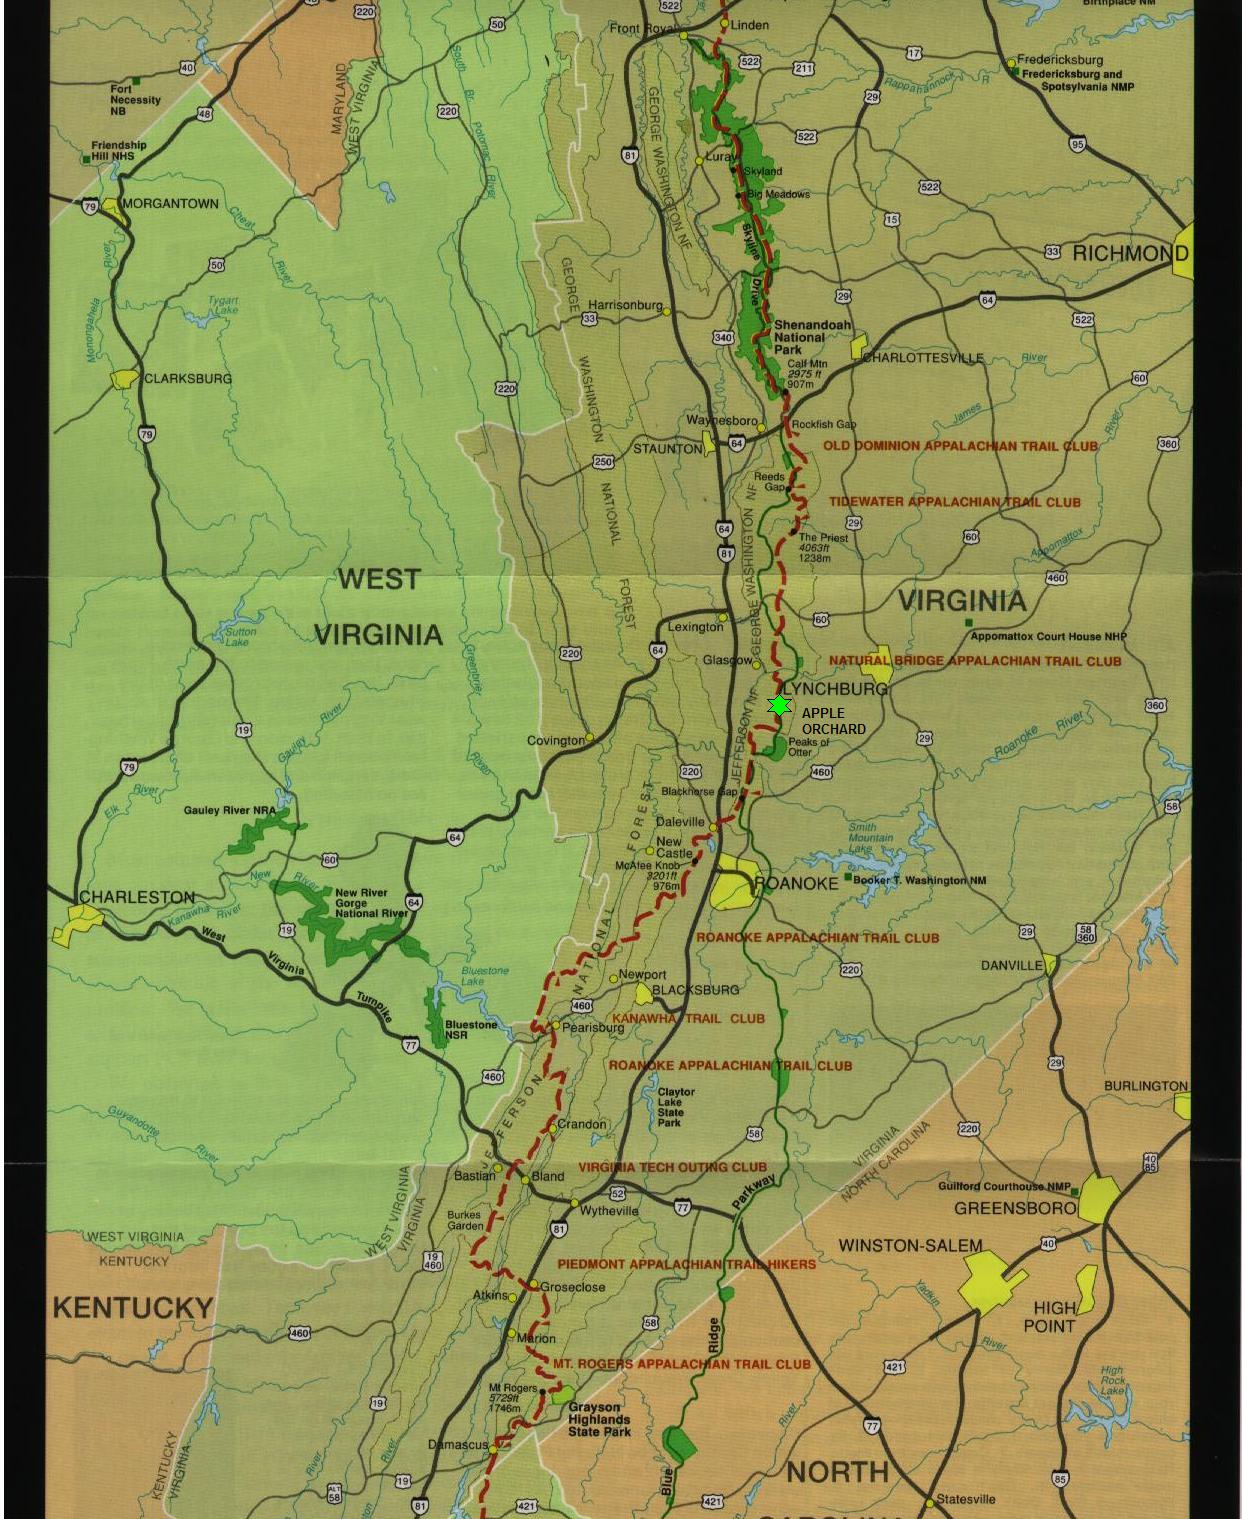 Birthplace NM
220
50
522
Front Royal
Linden
40
Fort
Necessity
NB
MARYLAND
WEST VIRGINIA
South
Br.
Potomac
River
522
211
17
Fredericksburg
Fredericksburg and
Spotsylvania NMP
Rappahannock
R
29
48
220
GEORGE WASHINGTON NF
Friendship
Hill NHS
81
Luray
522
95
Skyland
Big Meadows
522
79
MORGANTOWN
Cheat
River
15
River
Skyline
Drive
33
RICHMOND
50
GEORGE
WASHINGTON
NATIONAL
FOREST
Monongahela
Tygart
Lake
Harrisonburg
33
29
64
522
340
Shenandoah
National
Park
Calf Mtn
2975 ft
907m
CHARLOTTESVILLE
River
CLARKSBURG
220
60
James
River
79
Waynesboro
Rockfish Gap
STAUNTON
64
360
OLD DOMINION APPALACHIAN TRAIL CLUB
250
Reeds
Gap
TIDEWATER APPALACHIAN TRAIL CLUB
GEORGE WASHINGTON NF
64
29
81
The Priest
4063ft
1238m
60
Appomattox
460
WEST
VIRGINIA
VIRGINIA
Sutton
Lake
Lexington
60
Appomattox Court House NHP
220
64
Glasgow
NATURAL BRIDGE APPALACHIAN TRAIL CLUB
Greenbrier
River
LYNCHBURG
JEFFERSON NF
APPLE
ORCHARD
360
19
Gauley
River
Roanoke
River
Covington
29
Peaks of
Otter
79
220
460
Elk
River
Blackhorse Gap
58
Gauley River NRA
Daleville
FOREST
New
Castle
Smith
Mountain
Lake
64
60
McAfee Knob
3201ft
976m
New
River
ROANOKE
Booker T. Washington NM
CHARLESTON
New River
Gorge
National River
64
Kanawha
River
West
Virginia
Turnpike
19
NATIONAL
ROANOKE APPALACHIAN TRAIL CLUB
29
58
360
220
DANVILLE
Bluestone
Lake
Newport
BLACKSBURG
460
KANAWHA TRAIL CLUB
Bluestone
NSR
Pearisburg
77
29
ROANOKE APPALACHIAN TRAIL CLUB
460
JEFFERSON
BURLINGTON
Claytor
Lake
State
Park
Guyandotte
River
Crandon
58
220
VIRGINIA
NORTH CAROLINA
Bastian
Bland
VIRGINIA TECH OUTING CLUB
40
85
WEST VIRGINIA
VIRGINIA
52
Wytheville
77
Parkway
Guilford Courthouse NMP
GREENSBORO
Burkes
Garden
81
WEST VIRGINIA
KENTUCKY
19
460
WINSTON-SALEM
40
PIEDMONT APPALACHIAN TRAIL HIKERS
Groseclose
Atkins
KENTUCKY
460
Marion
58
Ridge
Yadkin
River
HIGH
POINT
MT. ROGERS APPALACHIAN TRAIL CLUB
421
High
Rock
Lake
Mt Rogers
5729ft
1746m
19
Grayson
Highlands
State Park
River
77
Damascus
KENTUCKY
VIRGINIA
River
River
NORTH
CAROLINA
19
ALT
58
81
421
Blue
421
85
Statesville